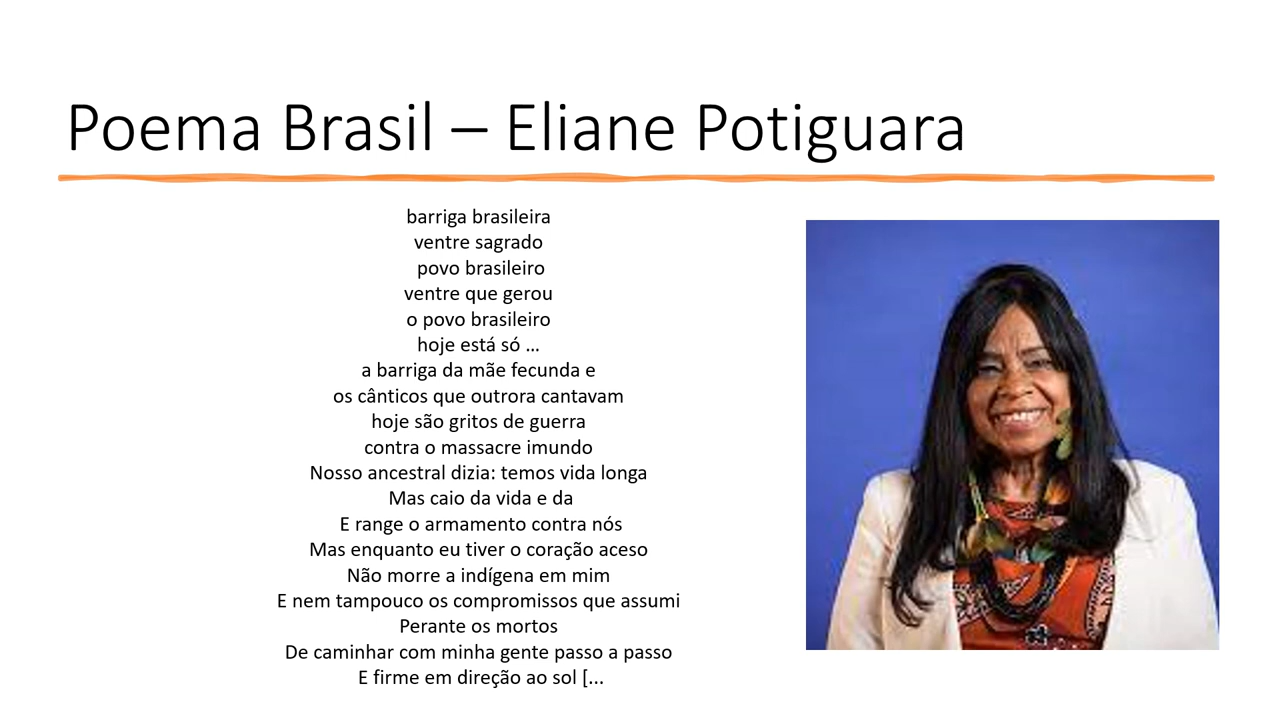 Poema Brasil – Eliane Potiguara
barriga brasileira
ventre sagrado
povo brasileiro
ventre que gerou
o povo brasileiro
hoje está só ...
a barriga da mãe fecunda e
os cânticos que outrora cantavam
hoje são gritos de guerra
contra o massacre imundo
Nosso ancestral dizia: temos vida longa
Mas caio da vida e da
E range o armamento contra nós
Mas enquanto eu tiver o coração aceso
Não morre a indígena em mim
E nem tampouco os compromissos que assumi
Perante os mortos
De caminhar com minha gente passo a passo
E firme em direção ao sol [...